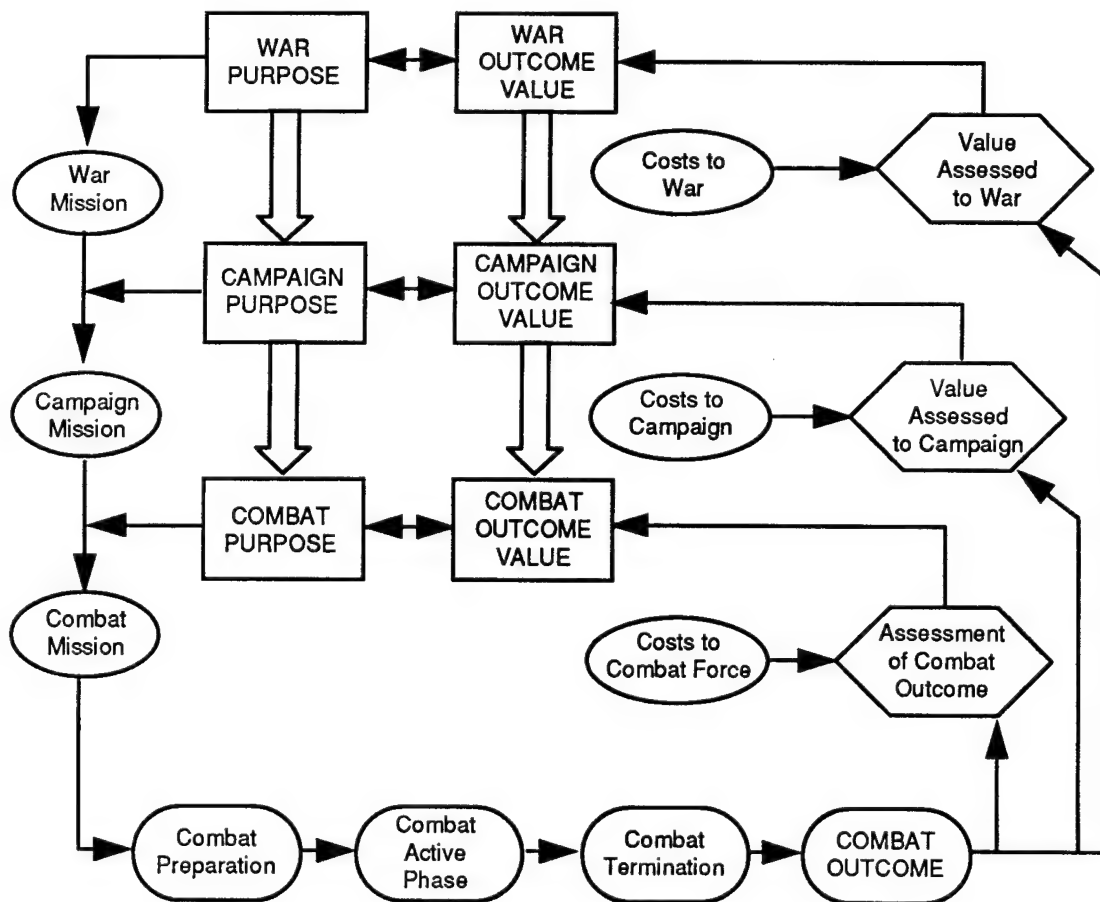 WAR
PURPOSE
WAR
OUTCOME
VALUE
War
Mission
Costs to
War
Value
Assessed
to War
CAMPAIGN
PURPOSE
CAMPAIGN
OUTCOME
VALUE
Campaign
Mission
Costs to
Campaign
Value
Assessed
to Campaign
COMBAT
PURPOSE
COMBAT
OUTCOME
VALUE
Combat
Mission
Costs to
Combat Force
Assessment
of Combat
Outcome
Combat
Preparation
Combat
Active
Phase
Combat
Termination
COMBAT
OUTCOME